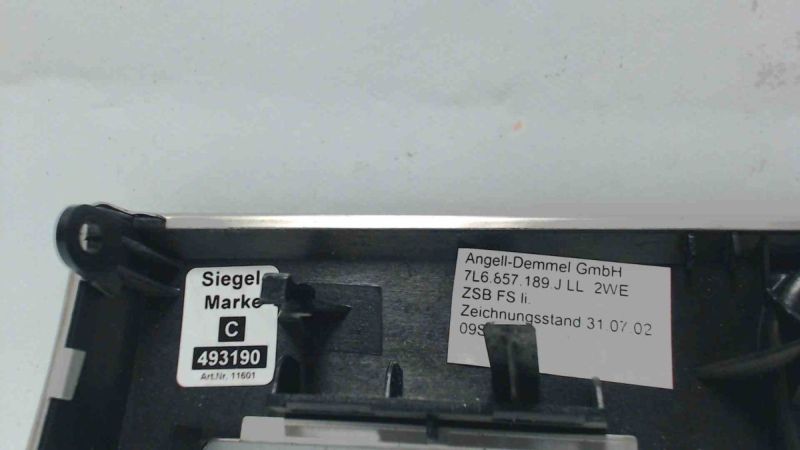 Siegel
Marke
C
493190
Art.Nr. 11601
Angell-Demmel GmbH
7L6.857.189 J LL 2WE
ZSB FS li.
Zeichnungsstand 31.07.02